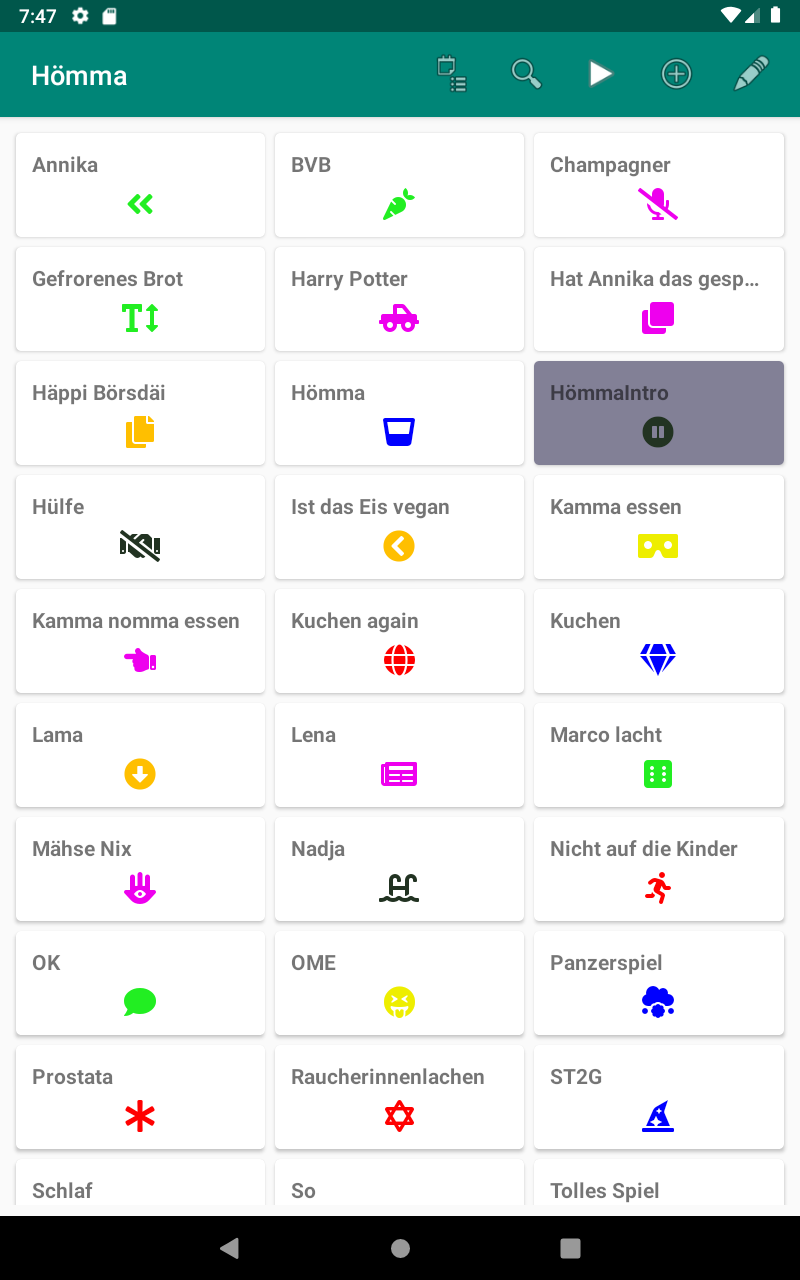 7:47
Hömma
Annika
BVB
Champagner
Gefrorenes Brot
Harry Potter
Hat Annika das gesp...
Häppi Börsdäi
Hömma
HömmaIntro
Hülfe
Ist das Eis vegan
Kamma essen
Kamma nomma essen
Kuchen again
Kuchen
Lama
Lena
Marco lacht
Mähse Nix
Nadja
Nicht auf die Kinder
OK
OME
Panzerspiel
Prostata
Raucherinnenlachen
ST2G
Schlaf
So
Tolles Spiel